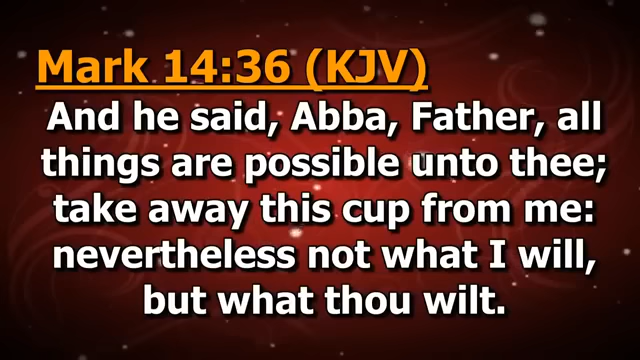 Mark 14:36 (KJV)
And he said, Abba, Father, all
things are possible unto thee;
take away this cup from me:
nevertheless not what I will,
but what thou wilt.